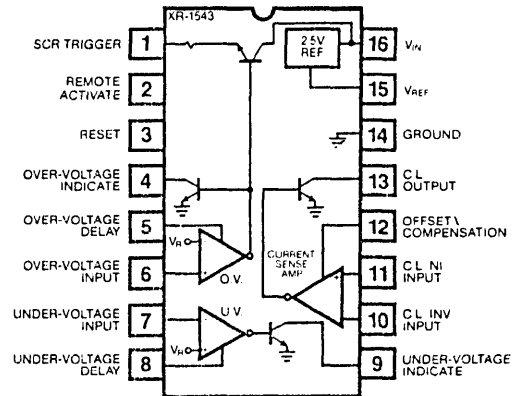 XR-1543
SCR TRIGGER
1
REMOTE
ACTIVATE
2
RESET
3
OVER-VOLTAGE
INDICATE
4
OVER-VOLTAGE
DELAY
5
OVER-VOLTAGE
INPUT
6
UNDER-VOLTAGE
INPUT
7
UNDER-VOLTAGE
DELAY
8
2.5V
REF
VR
O.V.
U.V.
VR
CURRENT
SENSE
AMP
16
VIN
15
VREF
14
GROUND
13
C.L.
OUTPUT
12
OFFSET\
COMPENSATION
11
C.L. NI
INPUT
10
C.L. INV
INPUT
9
UNDER-VOLTAGE
INDICATE